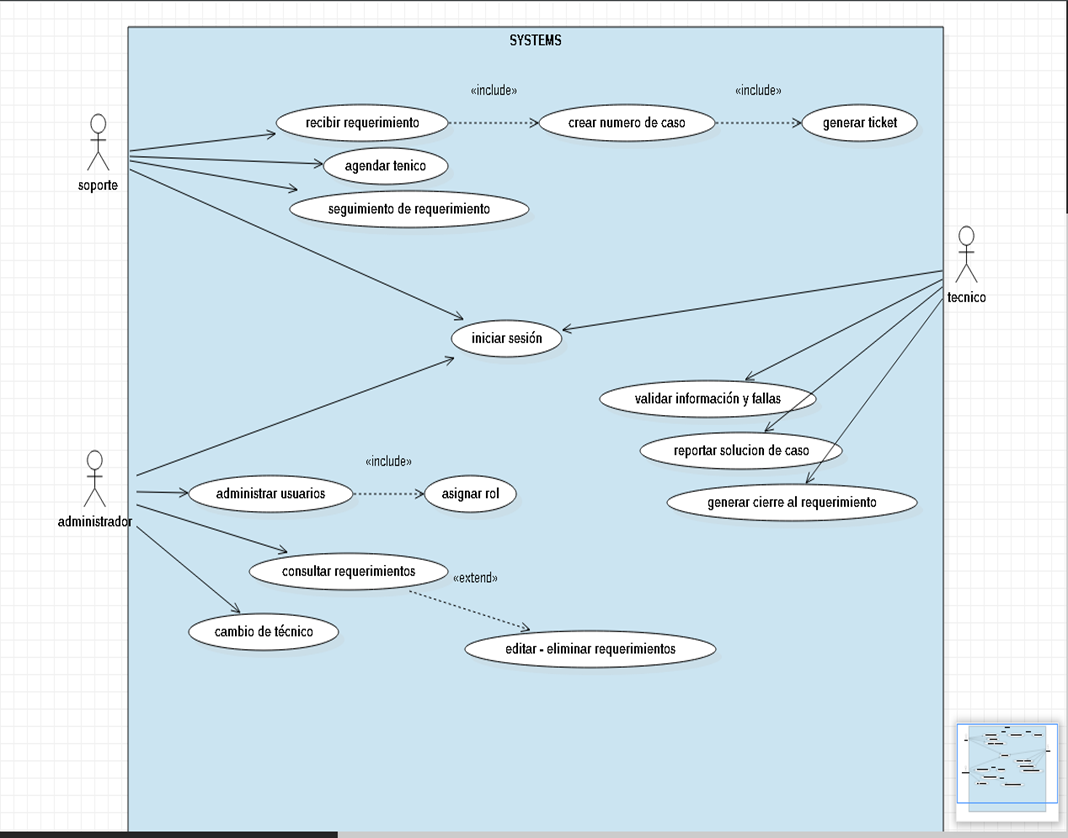 SYSTEMS
«include»
«include»
recibir requerimiento
crear numero de caso
generar ticket
agendar tenico
soporte
seguimiento de requerimiento
tecnico
iniciar sesión
validar información y fallas
reportar solucion de caso
«include»
administrar usuarios
asignar rol
generar cierre al requerimiento
administrador
consultar requerimientos
«extend»
cambio de técnico
editar - eliminar requerimientos